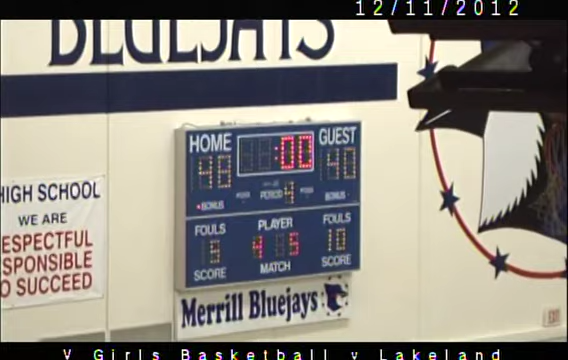 12/11/2012
BLUEJAYS
HOME
GUEST
:00
40
PERIOD
4
BONUS
BONUS
FOULS
PLAYER
FOULS
5
4 5
10
SCORE
MATCH
SCORE
HIGH SCHOOL
WE ARE
ESPECTFUL
SPONSIBLE
O SUCCEED
Merrill Bluejays
V Girls Basketball v Lakeland